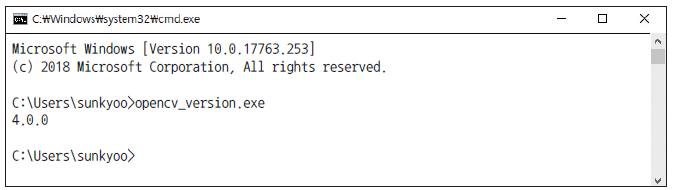 C:₩Windows₩system32₩cmd.exe
Microsoft Windows [Version 10.0.17763.253]
(c) 2018 Microsoft Corporation, All rights reserved.
C:\Users\sunkyoo>opencv_version.exe
4.0.0
C:\Users\sunkyoo>